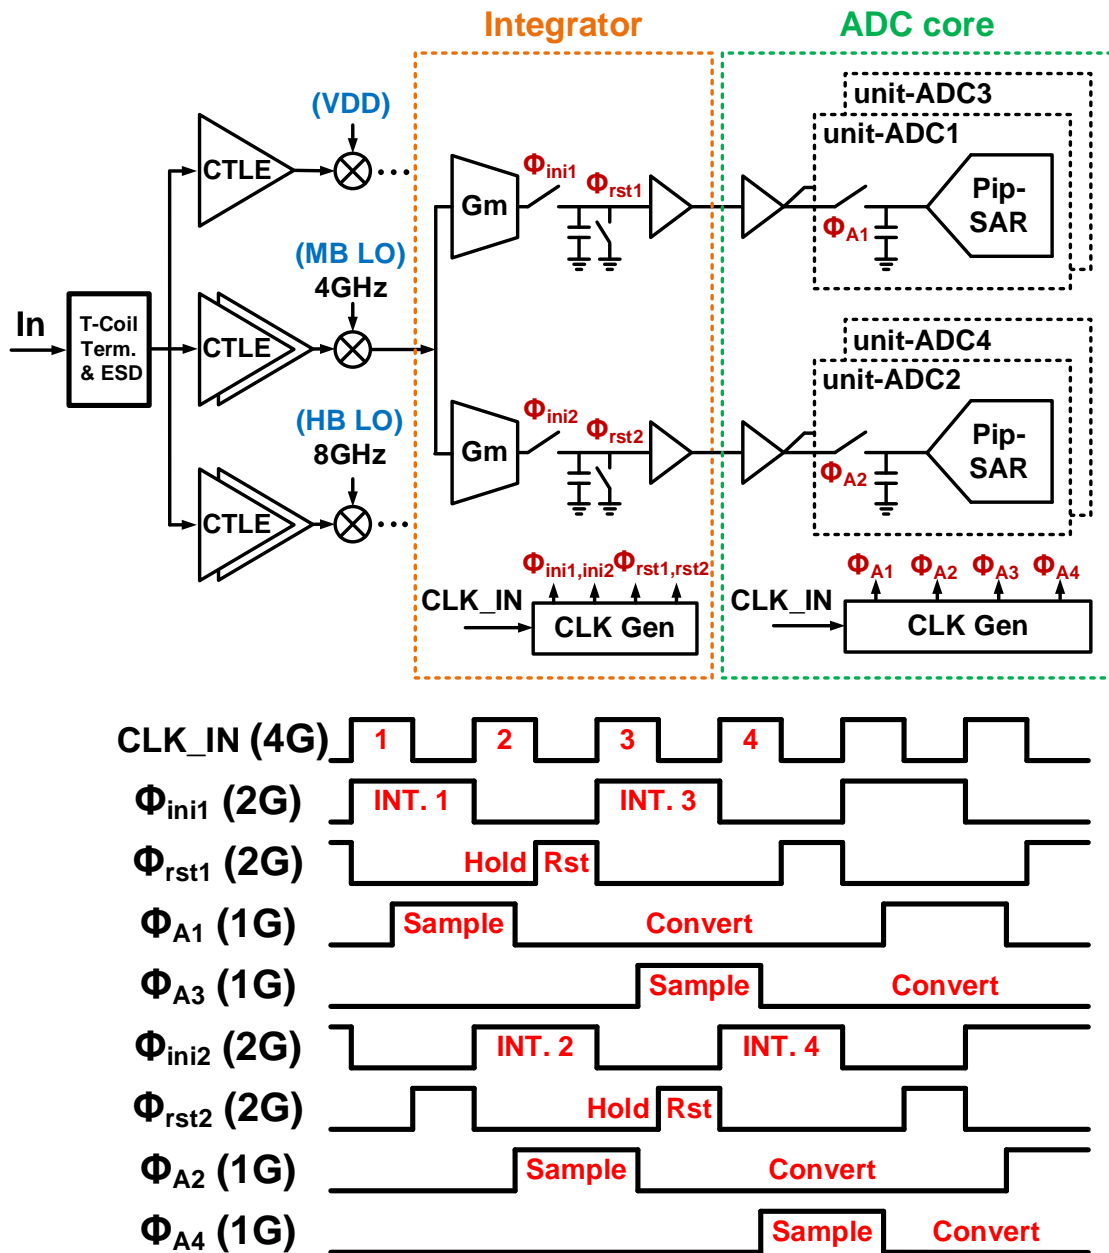 Integrator
ADC core
(VDD)
CTLE
Φini1
Φrst1
Gm
unit-ADC3
unit-ADC1
Pip-
SAR
ΦA1
(MB LO)
4GHz
In
T-Coil
Term.
& ESD
CTLE
(HB LO)
8GHz
CTLE
Φini2
Φrst2
Gm
unit-ADC4
unit-ADC2
Pip-
SAR
ΦA2
Φini1,ini2 Φrst1,rst2
CLK_IN
CLK Gen
ΦA1 ΦA2 ΦA3 ΦA4
CLK_IN
CLK Gen
CLK_IN (4G) 1 2 3 4
Φini1 (2G) INT. 1 INT. 3
Φrst1 (2G) Hold Rst
ΦA1 (1G) Sample Convert
ΦA3 (1G) Sample Convert
Φini2 (2G) INT. 2 INT. 4
Φrst2 (2G) Hold Rst
ΦA2 (1G) Sample Convert
ΦA4 (1G) Sample Convert